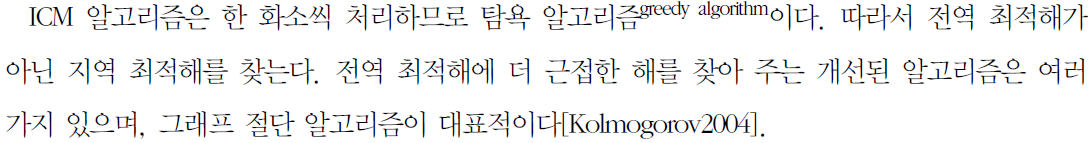 ICM 알고리즘은 한 화소씩 처리하므로 탐욕 알고리즘greedy algorithm이다. 따라서 전역 최적해가
아닌 지역 최적해를 찾는다. 전역 최적해에 더 근접한 해를 찾아 주는 개선된 알고리즘은 여러
가지 있으며, 그래프 절단 알고리즘이 대표적이다[Kolmogorov2004].